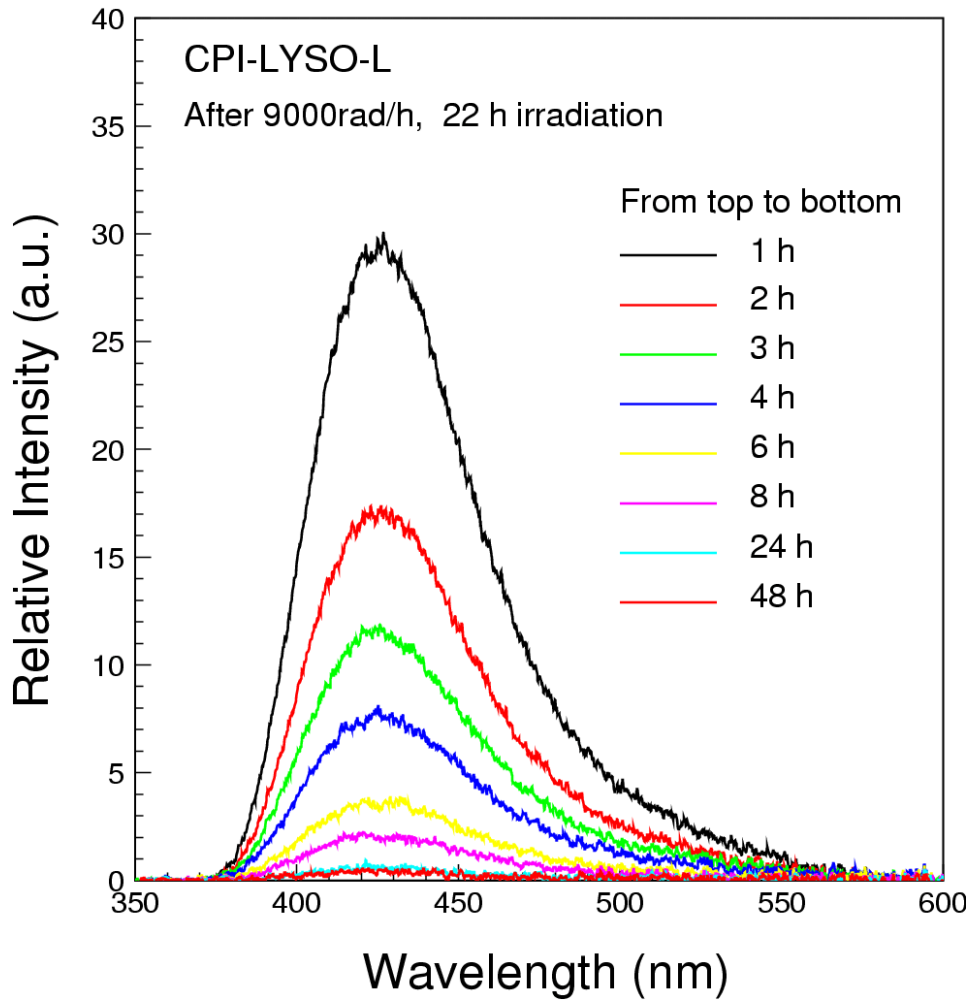 CPI-LYSO-L
After 9000rad/h, 22 h irradiation
From top to bottom
1 h
2 h
3 h
4 h
6 h
8 h
24 h
48 h
Relative Intensity (a.u.)
40
35
30
25
20
15
10
5
0
350 400 450 500 550 600
Wavelength (nm)